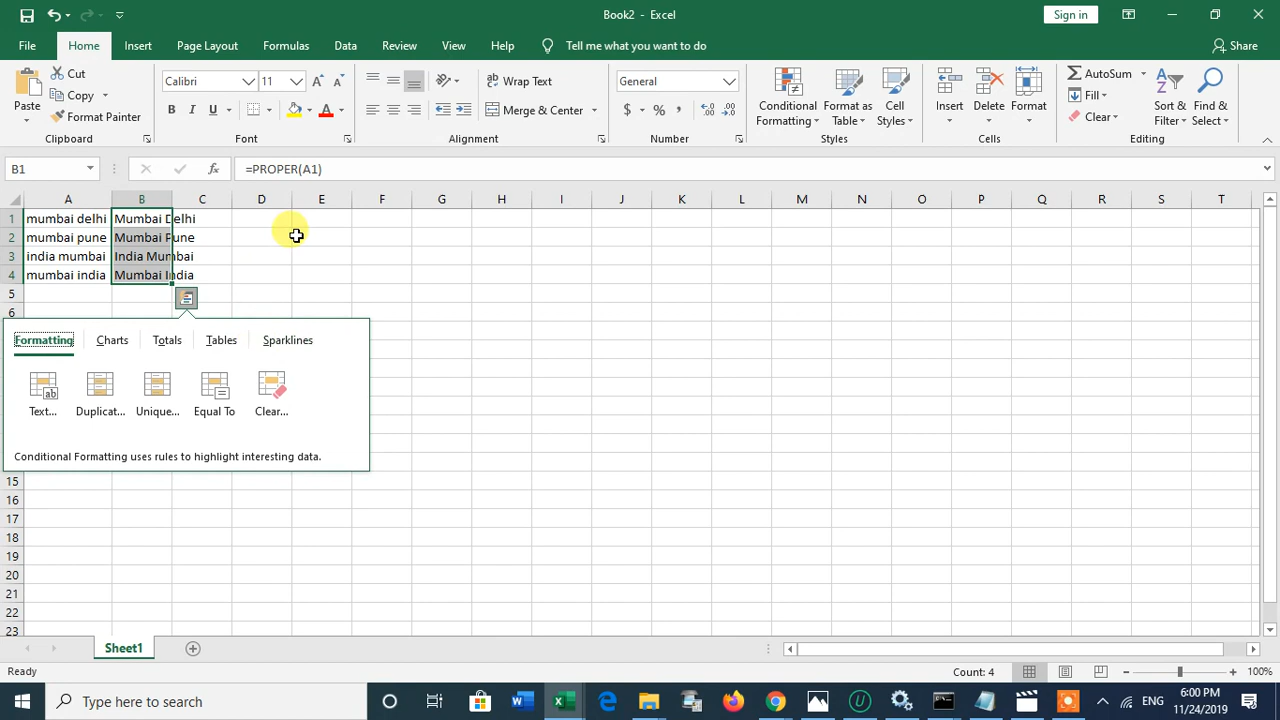 Book2 - Excel
Sign in
File Home Insert Page Layout Formulas Data Review View Help Tell me what you want to do Share
Paste
Cut
Copy
Format Painter
Clipboard
Calibri 11
B I U
Font
Wrap Text
Merge & Center
Alignment
General
$ % ,
Number
Conditional Formatting
Format as Table
Cell Styles
Styles
Insert Delete Format
Cells
AutoSum
Fill
Clear
Sort & Filter
Find & Select
Editing
B1 fx =PROPER(A1)
A B C D E F G H I J K L M N O P Q R S T
1 mumbai delhi Mumbai Delhi
2 mumbai pune Mumbai Pune
3 india mumbai India Mumbai
4 mumbai india Mumbai India
5
6
Formatting Charts Totals Tables Sparklines
Text... Duplicat... Unique... Equal To Clear...
Conditional Formatting uses rules to highlight interesting data.
15
16
17
18
19
20
21
22
23
Sheet1
Ready Count: 4 100%
Type here to search
ENG
6:00 PM
11/24/2019